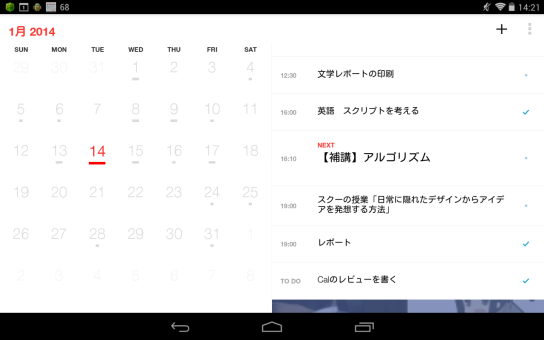 68
14:21
1月 2014
SUN MON TUE WED THU FRI SAT
29 30 31 1 2 3 4
5 6 7 8 9 10 11
12 13 14 15 16 17 18
19 20 21 22 23 24 25
26 27 28 29 30 31 1
2 3 4 5 6 7 8
12:30 文学レポートの印刷
16:00 英語　スクリプトを考える
NEXT
16:10 【補講】アルゴリズム
19:00 スクーの授業「日常に隠れたデザインからアイデ
アを発想する方法」
19:00 レポート
TO DO Calのレビューを書く